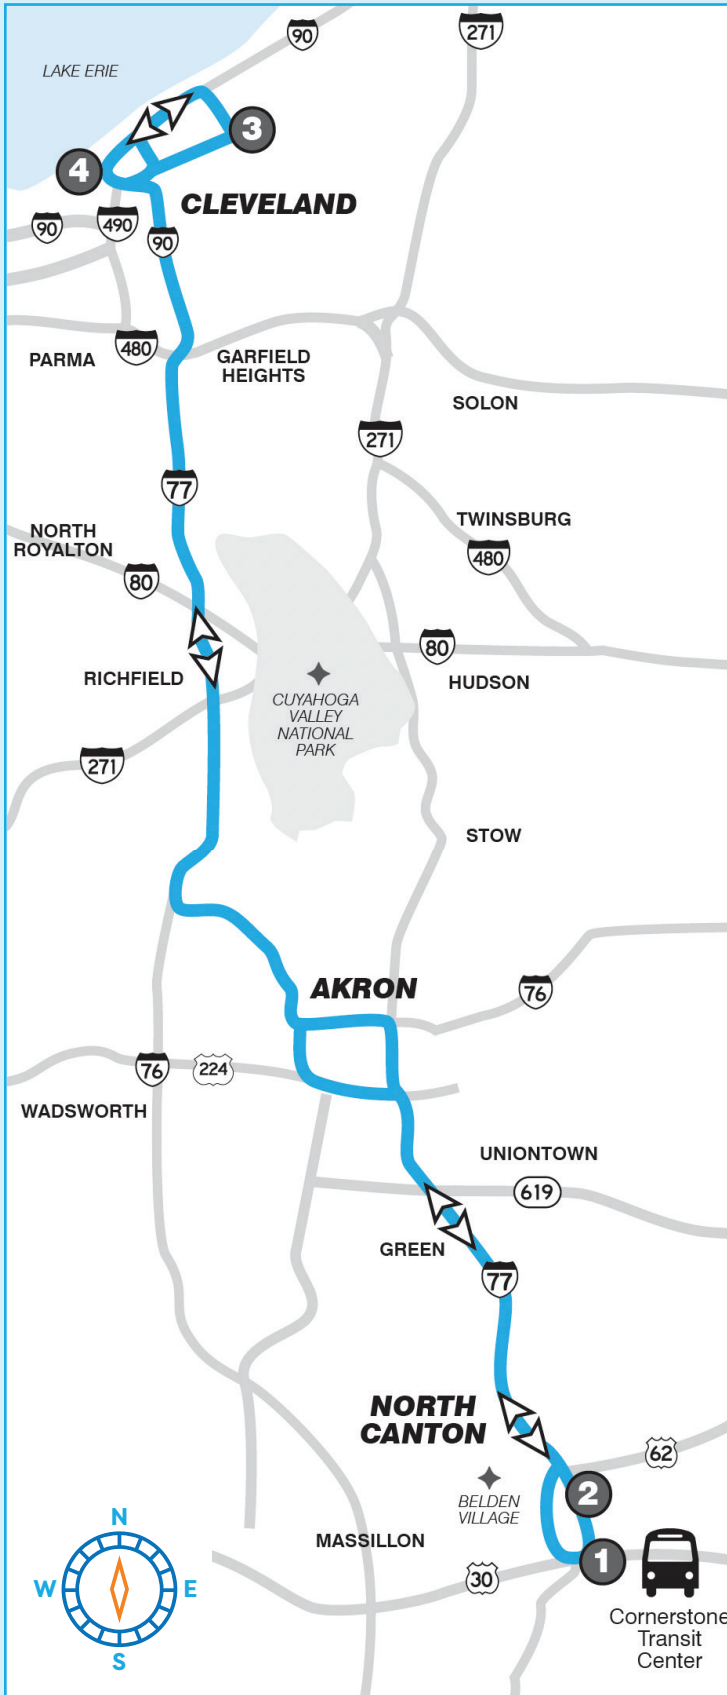 90
271
LAKE ERIE
3
4
CLEVELAND
90
490
90
480
PARMA
GARFIELD
HEIGHTS
SOLON
271
77
TWINSBURG
NORTH
ROYALTON
480
80
80
RICHFIELD
HUDSON
CUYAHOGA
VALLEY
NATIONAL
PARK
271
STOW
AKRON
76
76
224
WADSWORTH
UNIONTOWN
619
GREEN
77
NORTH
CANTON
62
2
BELDEN
VILLAGE
MASSILLON
1
30
N
W
E
S
Cornerstone
Transit
Center